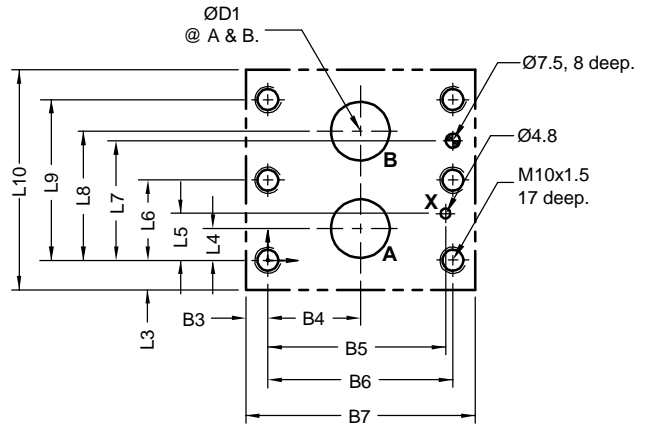 ØD1
@ A & B.
Ø7.5, 8 deep.
Ø4.8
M10x1.5
17 deep.
B
X
A
L10
L9
L8
L7
L6
L5
L4
L3
B3
B4
B5
B6
B7